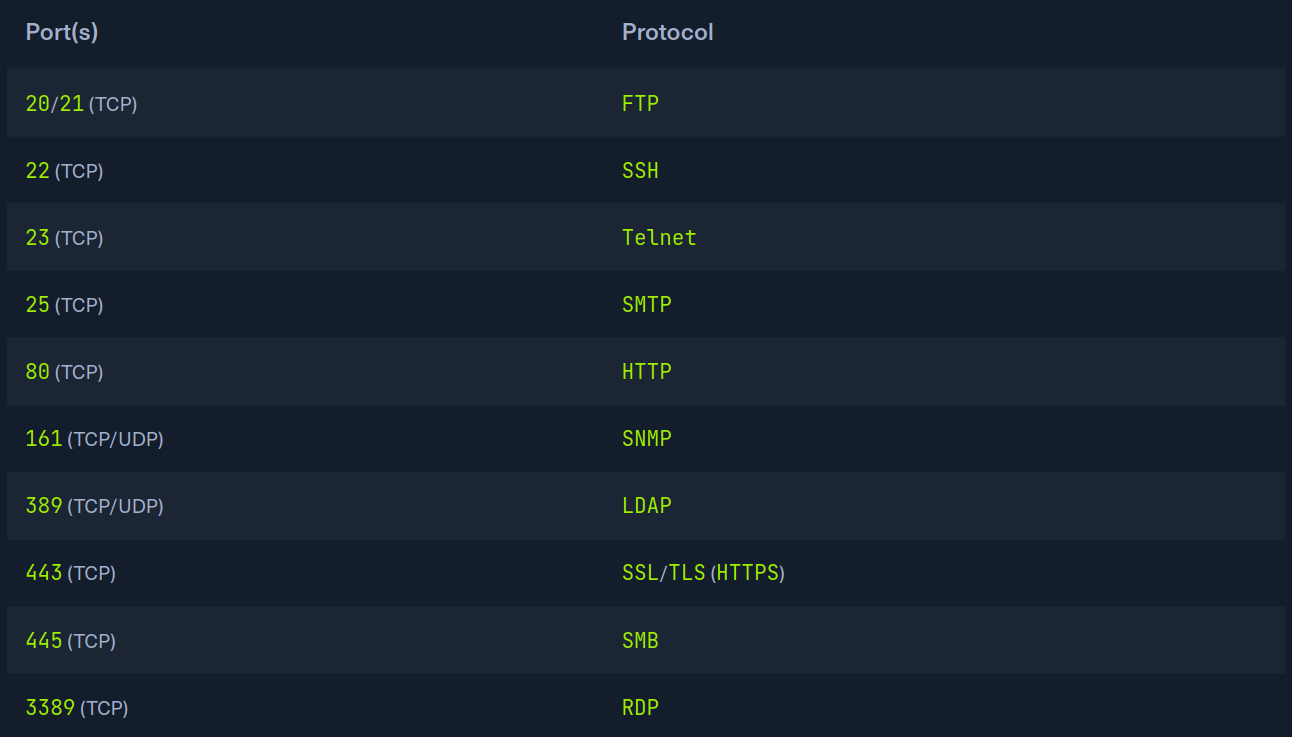 Port(s) Protocol
20/21 (TCP) FTP
22 (TCP) SSH
23 (TCP) Telnet
25 (TCP) SMTP
80 (TCP) HTTP
161 (TCP/UDP) SNMP
389 (TCP/UDP) LDAP
443 (TCP) SSL/TLS (HTTPS)
445 (TCP) SMB
3389 (TCP) RDP